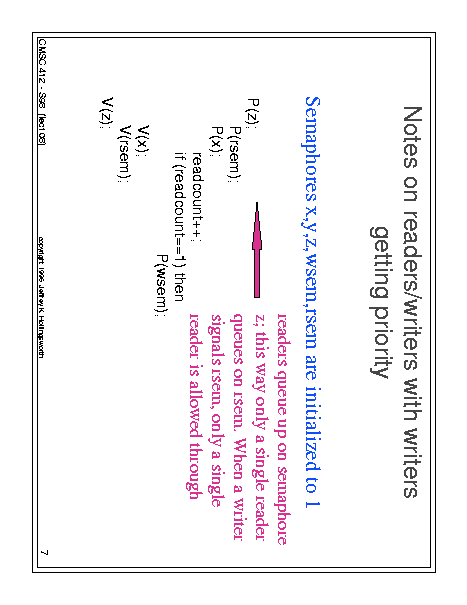 Notes on readers/writers with writers
getting priority
Semaphores x,y,z,wsem,rsem are initialized to 1
P(z);
P(rsem);
P(x);
readcount++;
if (readcount==1) then
P(wsem);
V(x);
V(rsem);
V(z);
readers queue up on semaphore
z; this way only a single reader
queues on rsem. When a writer
signals rsem, only a single
reader is allowed through
CMSC 412 - S96 (lect 08)
copyright 1996 Jeffrey K. Hollingsworth
7